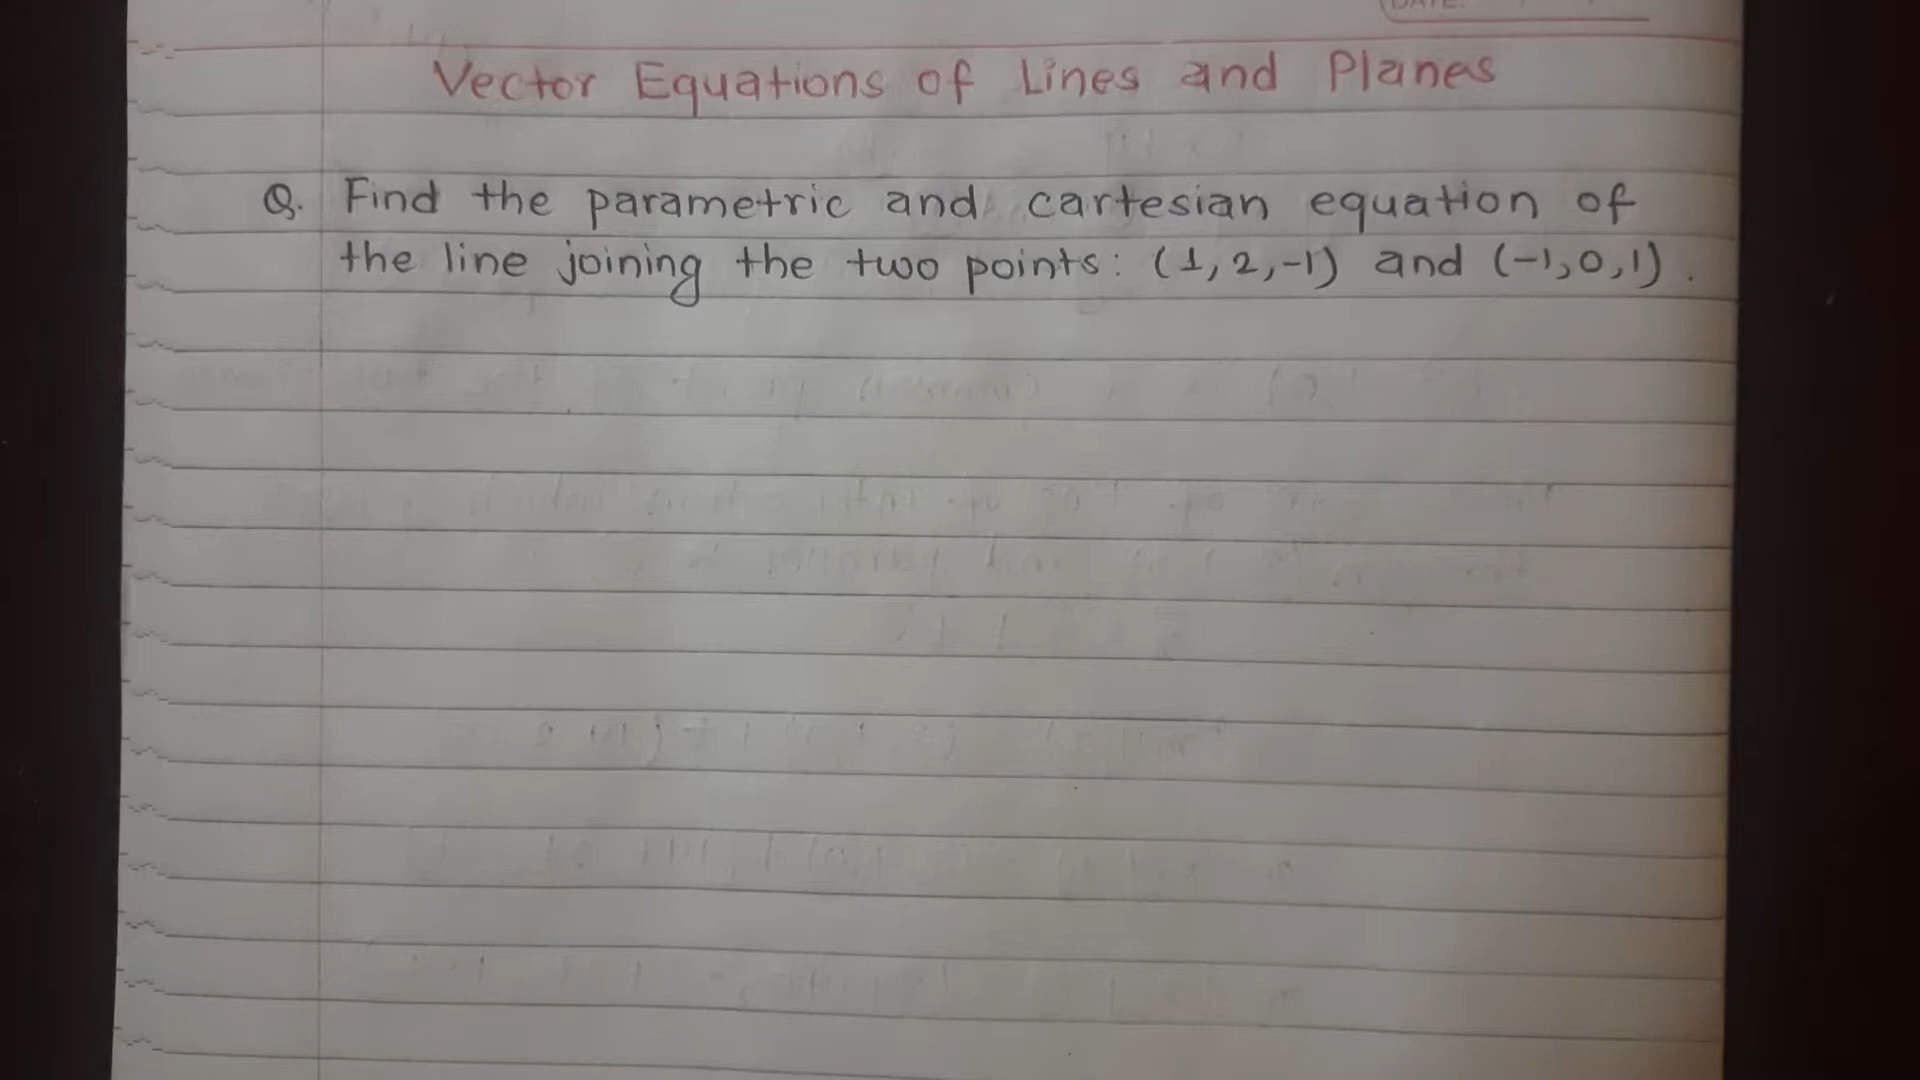 DATE:
Vector Equations of Lines and Planes
Q. Find the parametric and cartesian equation of
the line joining the two points: (1, 2, -1) and (-1, 0, 1).